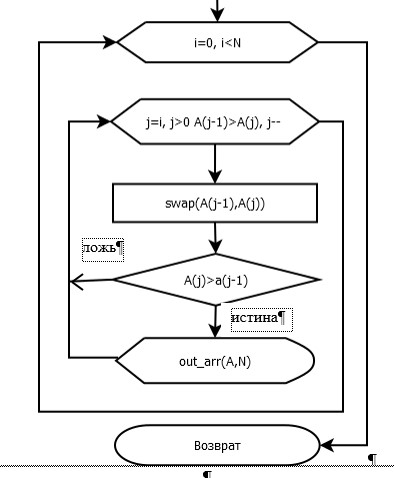 i=0, i<N
j=i, j>0 A(j-1)>A(j), j--
swap(A(j-1),A(j))
ложь¶
A(j)>a(j-1)
истина¶
out_arr(A,N)
Возврат
¶
¶